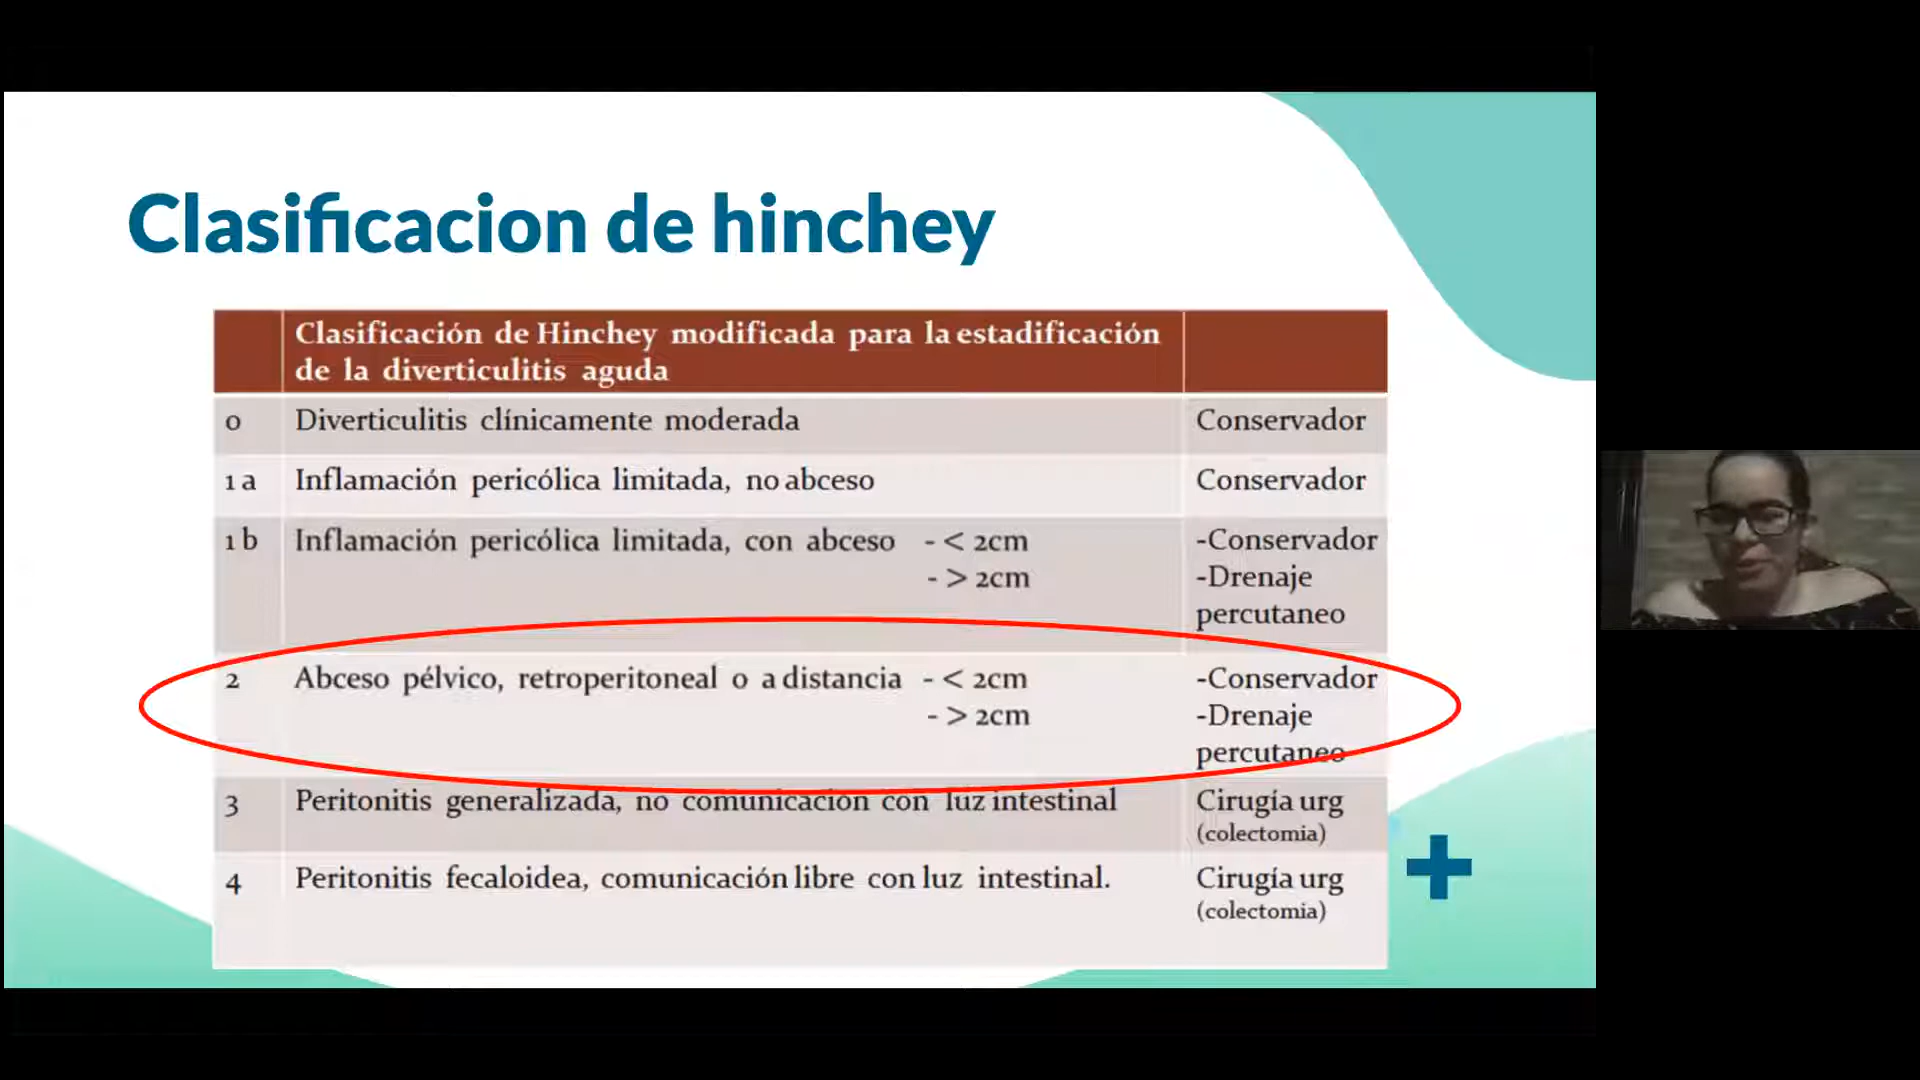 Clasificacion de hinchey
Clasificación de Hinchey modificada para la estadificación
de la diverticulitis aguda
0 Diverticulitis clínicamente moderada Conservador
1 a Inflamación pericólica limitada, no abceso Conservador
1 b Inflamación pericólica limitada, con abceso - < 2cm -Conservador
- > 2cm -Drenaje
percutaneo
2 Abceso pélvico, retroperitoneal o a distancia - < 2cm -Conservador
- > 2cm -Drenaje
percutaneo
3 Peritonitis generalizada, no comunicación con luz intestinal Cirugía urg
(colectomia)
4 Peritonitis fecaloidea, comunicación libre con luz intestinal. Cirugía urg
(colectomia)